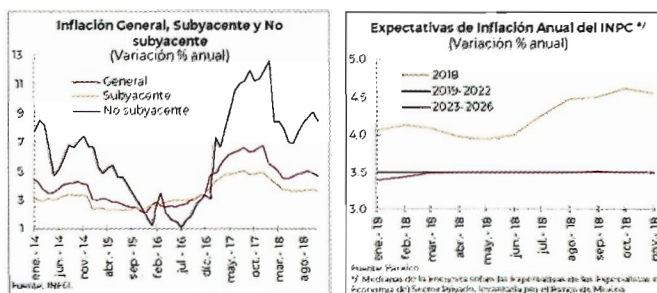 Inflación General, Subyacente y No
subyacente
(Variación % anual)
13
11
9
7
5
3
1
General
Subyacente
No subyacente
ene.- 14
jun.- 14
nov.- 14
abr.- 15
sep.- 15
feb.- 16
jul.- 16
dic.- 16
may.- 17
oct.- 17
mar.- 18
ago.- 18
Fuente: INEGI.
Expectativas de Inflación Anual del INPC */
(Variación % anual)
5.0
4.5
4.0
3.5
3.0
2018
2019-2022
2023-2026
ene.- 18
feb.- 18
mar.- 18
abr.- 18
may.- 18
jun.- 18
jul.- 18
ago.- 18
sep.- 18
oct.- 18
nov.- 18
Fuente: Banxico.
*/ Medianas de la Encuesta sobre las Expectativas de los Especialistas e
Economía del Sector Privado, levantada por el Banco de México.